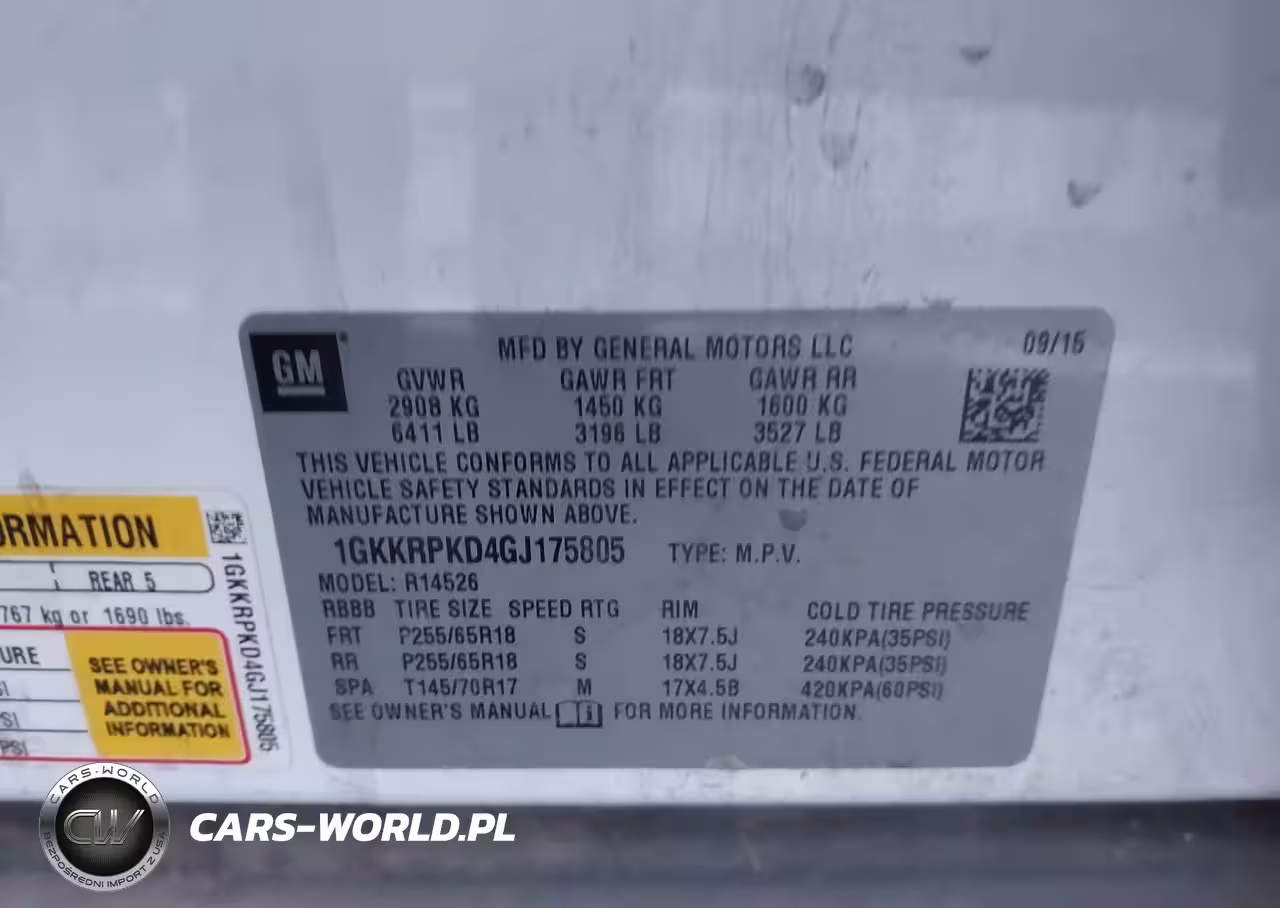 GM
MFD BY GENERAL MOTORS LLC 09/15
GVWR GAWR FRT GAWR RR
2908 KG 1450 KG 1600 KG
6411 LB 3196 LB 3527 LB
THIS VEHICLE CONFORMS TO ALL APPLICABLE U.S. FEDERAL MOTOR
VEHICLE SAFETY STANDARDS IN EFFECT ON THE DATE OF
MANUFACTURE SHOWN ABOVE.
1GKKRPKD4GJ175805 TYPE: M.P.V.
MODEL: R14526
RBBB TIRE SIZE SPEED RTG RIM COLD TIRE PRESSURE
FRT P255/65R18 S 18X7.5J 240KPA(35PSI)
RR P255/65R18 S 18X7.5J 240KPA(35PSI)
SPA T145/70R17 M 17X4.5B 420KPA(60PSI)
SEE OWNER'S MANUAL i FOR MORE INFORMATION.
ORMATION
REAR 5
767 kg or 1690 lbs.
URE
SI
PSI
SEE OWNER'S
MANUAL FOR
ADDITIONAL
INFORMATION
1GKKRPKD4GJ175805
CARS-WORLD
CW
BEZPOŚREDNI IMPORT Z USA
CARS-WORLD.PL